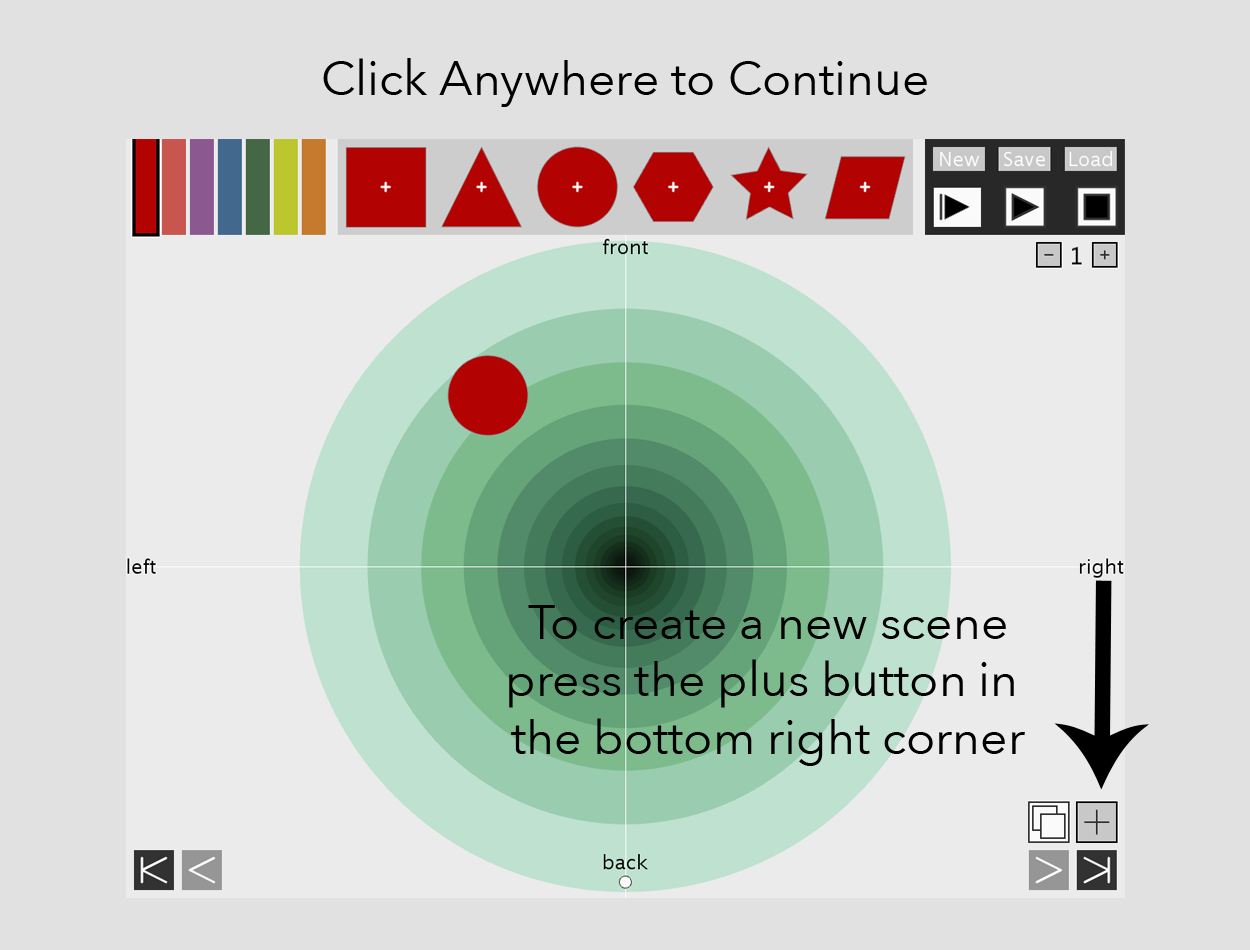 Click Anywhere to Continue
New Save Load
front
− 1 +
left
right
To create a new scene
press the plus button in
the bottom right corner
back